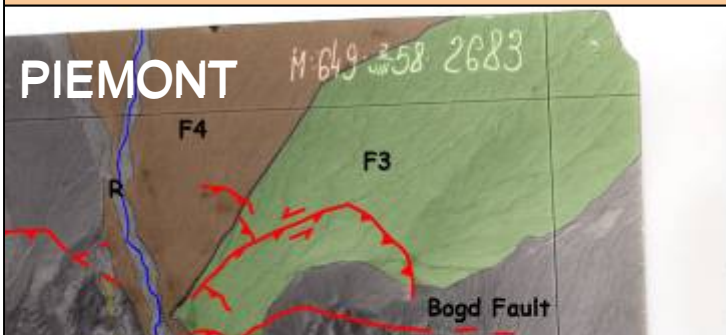 PIEMONT
M-649 58 2683
F4
F3
R
Bogd Fault